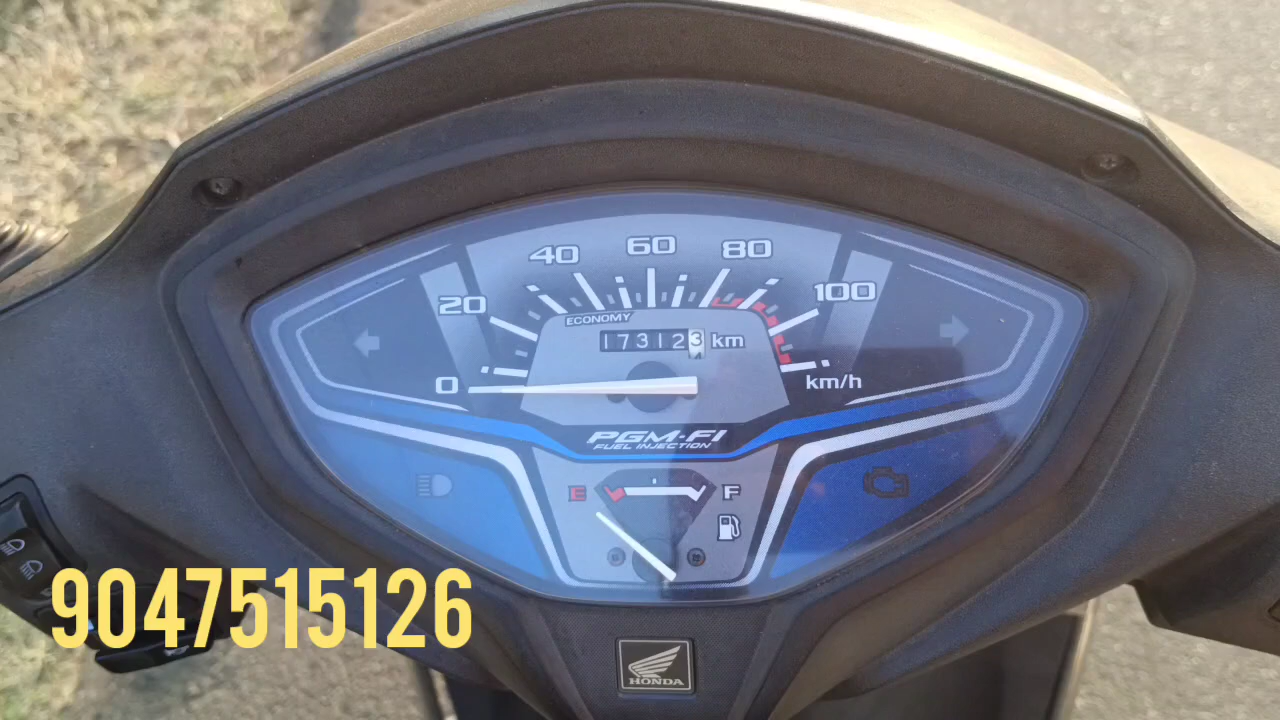 40 60 80
20 100
ECONOMY
173123 km
0 km/h
PGM-FI
FUEL INJECTION
E F
9047515126
HONDA